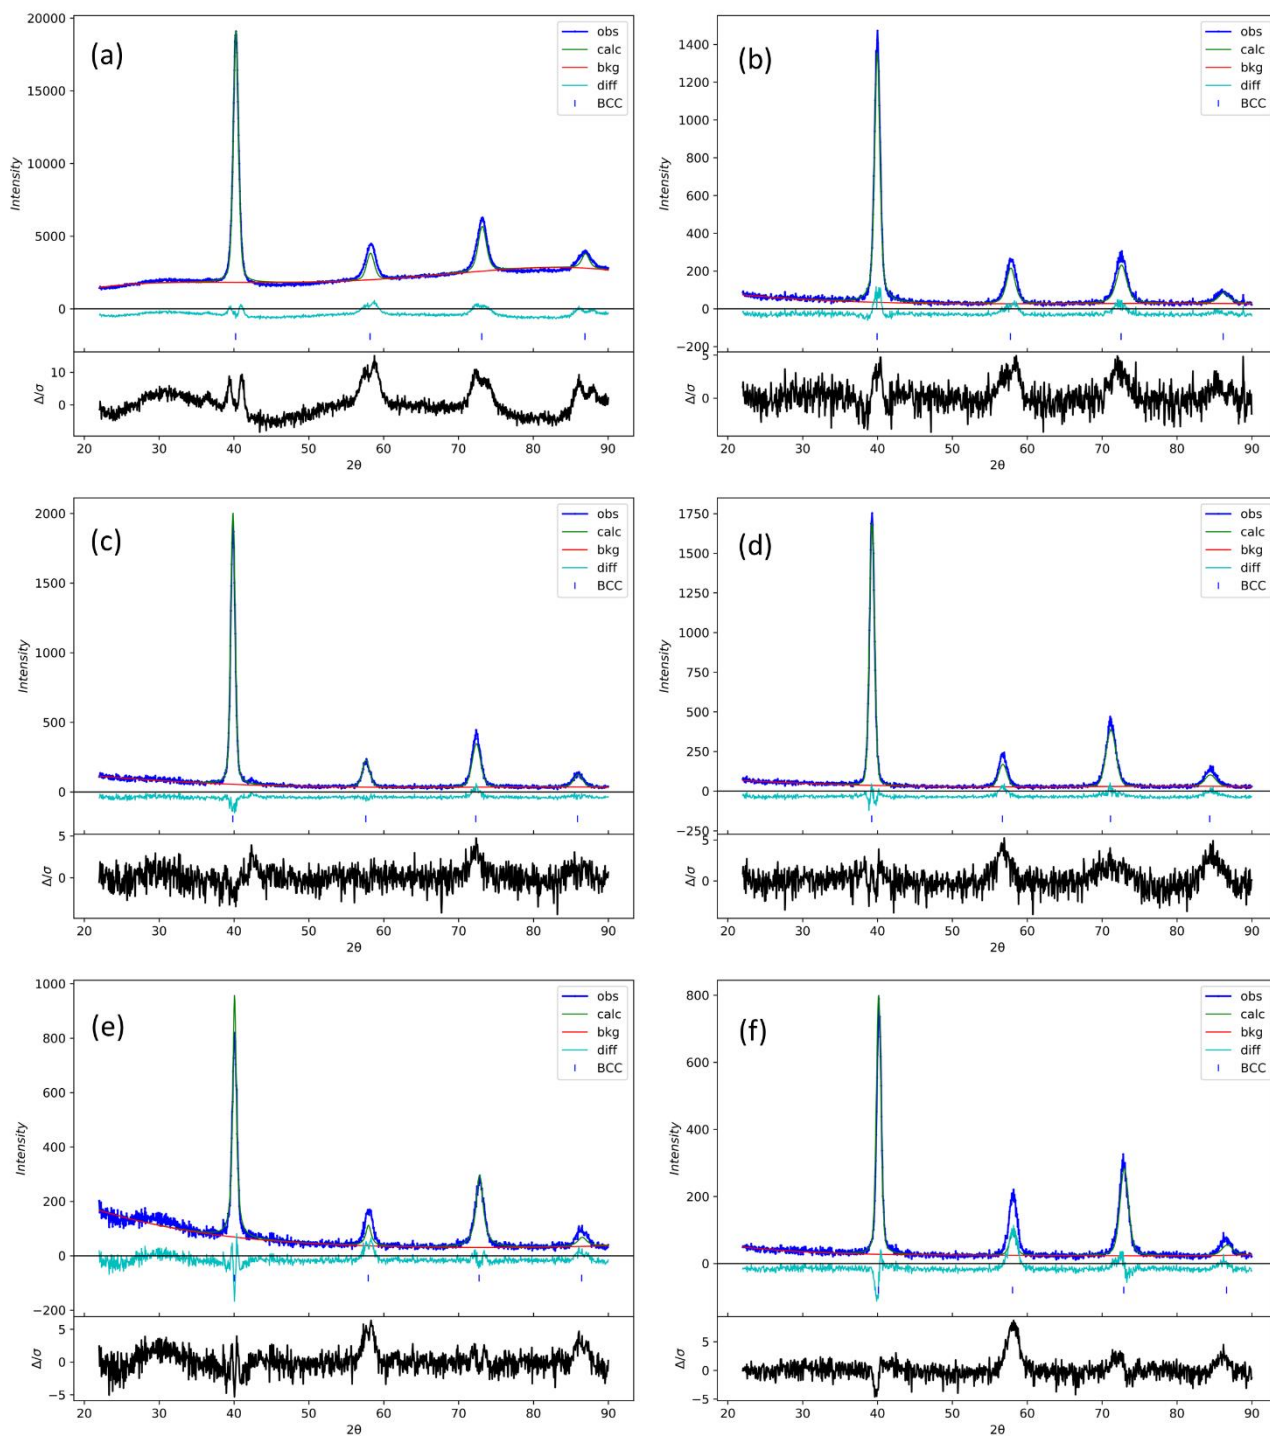 (a)
20000
15000
10000
5000
0
Intensity
obs
calc
bkg
diff
BCC
10
0
Δ/σ
20 30 40 50 60 70 80 90
2θ
(b)
1400
1200
1000
800
600
400
200
0
−200
Intensity
obs
calc
bkg
diff
BCC
5
0
Δ/σ
20 30 40 50 60 70 80 90
2θ
(c)
2000
1500
1000
500
0
Intensity
obs
calc
bkg
diff
BCC
5
0
Δ/σ
20 30 40 50 60 70 80 90
2θ
(d)
1750
1500
1250
1000
750
500
250
0
−250
Intensity
obs
calc
bkg
diff
BCC
5
0
Δ/σ
20 30 40 50 60 70 80 90
2θ
(e)
1000
800
600
400
200
0
−200
Intensity
obs
calc
bkg
diff
BCC
5
0
−5
Δ/σ
20 30 40 50 60 70 80 90
2θ
(f)
800
600
400
200
0
Intensity
obs
calc
bkg
diff
BCC
5
0
−5
Δ/σ
20 30 40 50 60 70 80 90
2θ